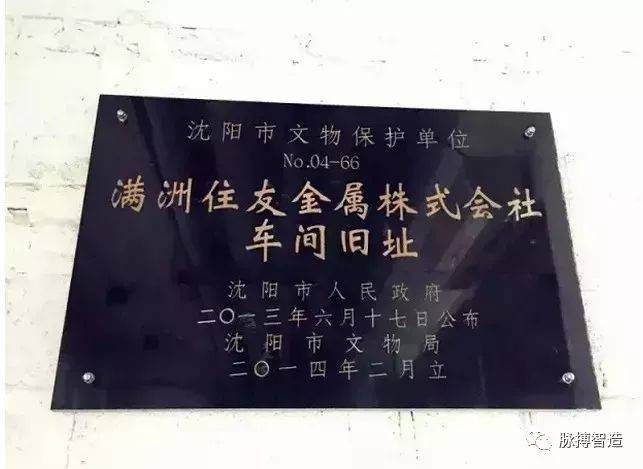 沈阳市文物保护单位
No.04-66
满洲住友金属株式会社
车间旧址
沈阳市人民政府
二〇一三年六月十七日公布
沈阳市文物局
二〇一四年二月立
脉搏智造